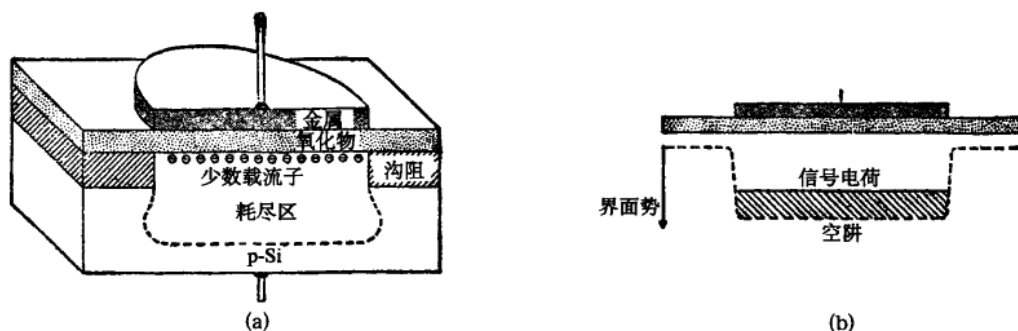 金属
氧化物
少数载流子
沟阻
耗尽区
p-Si
(a)
信号电荷
界面势
空阱
(b)